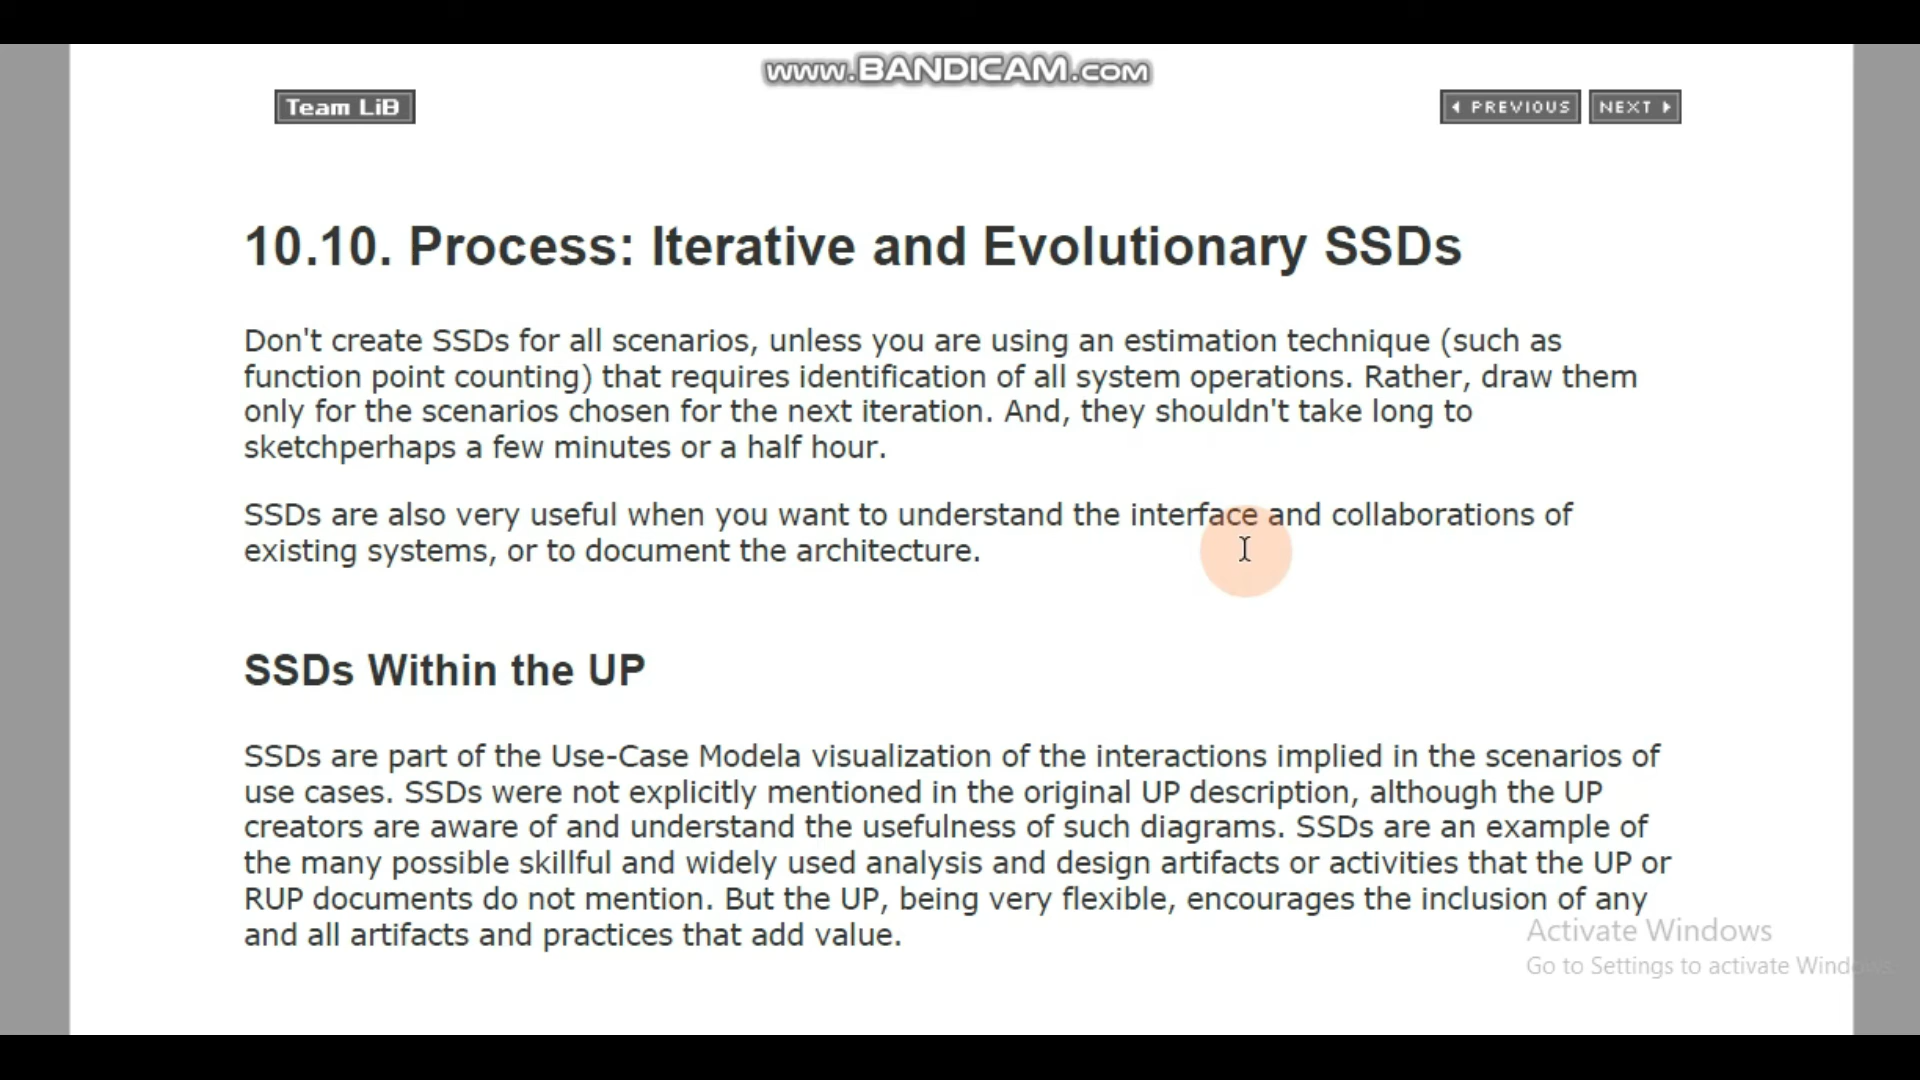 www.BANDICAM.com
Team LiB
PREVIOUS NEXT
10.10. Process: Iterative and Evolutionary SSDs
Don't create SSDs for all scenarios, unless you are using an estimation technique (such as
function point counting) that requires identification of all system operations. Rather, draw them
only for the scenarios chosen for the next iteration. And, they shouldn't take long to
sketchperhaps a few minutes or a half hour.
SSDs are also very useful when you want to understand the interface and collaborations of
existing systems, or to document the architecture.
SSDs Within the UP
SSDs are part of the Use-Case Modela visualization of the interactions implied in the scenarios of
use cases. SSDs were not explicitly mentioned in the original UP description, although the UP
creators are aware of and understand the usefulness of such diagrams. SSDs are an example of
the many possible skillful and widely used analysis and design artifacts or activities that the UP or
RUP documents do not mention. But the UP, being very flexible, encourages the inclusion of any
and all artifacts and practices that add value.
Activate Windows
Go to Settings to activate Windows.